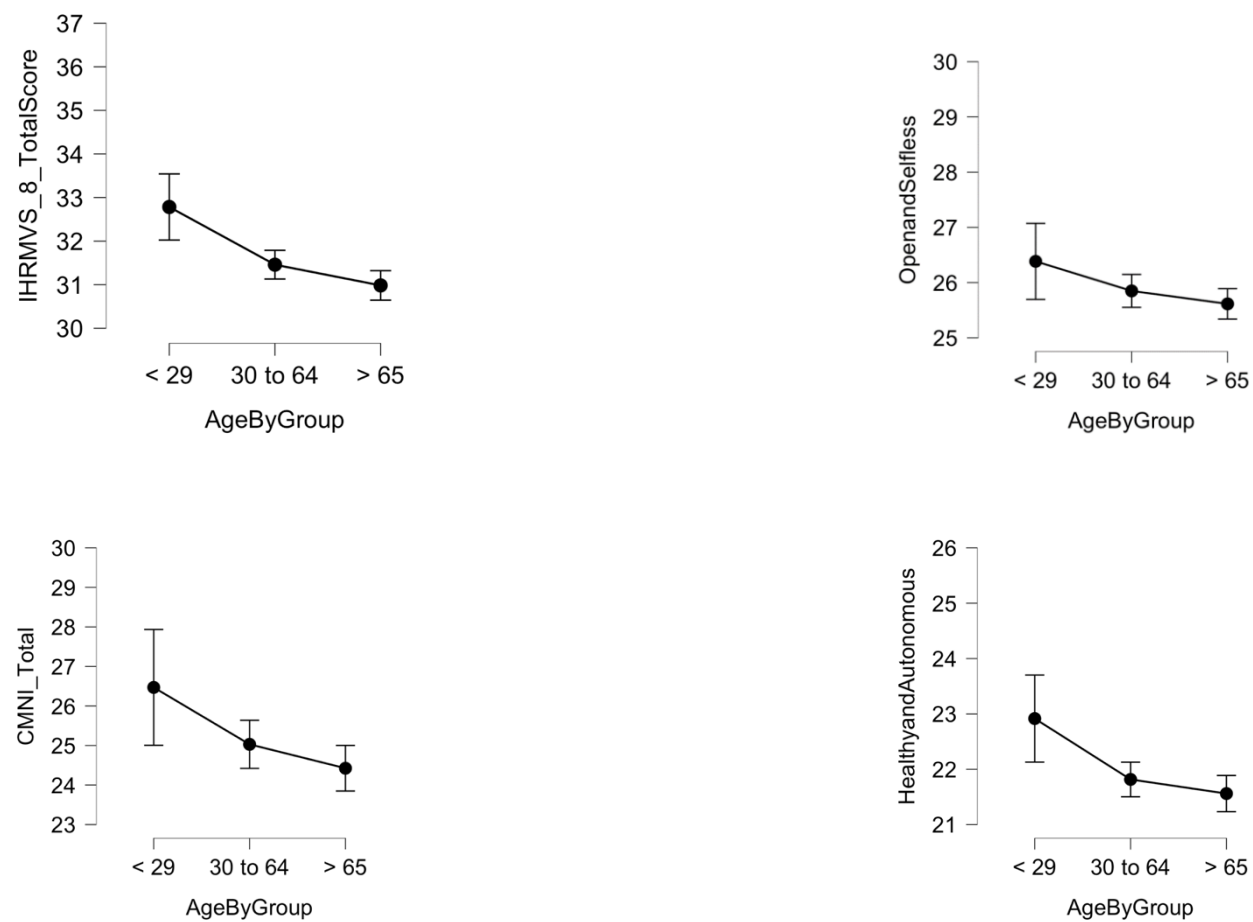 37
36
35
34
33
32
31
30
IHRMVS_8_TotalScore
< 29 30 to 64 > 65
AgeByGroup
30
29
28
27
26
25
OpenandSelfless
< 29 30 to 64 > 65
AgeByGroup
30
29
28
27
26
25
24
23
CMNI_Total
< 29 30 to 64 > 65
AgeByGroup
26
25
24
23
22
21
HealthyandAutonomous
< 29 30 to 64 > 65
AgeByGroup